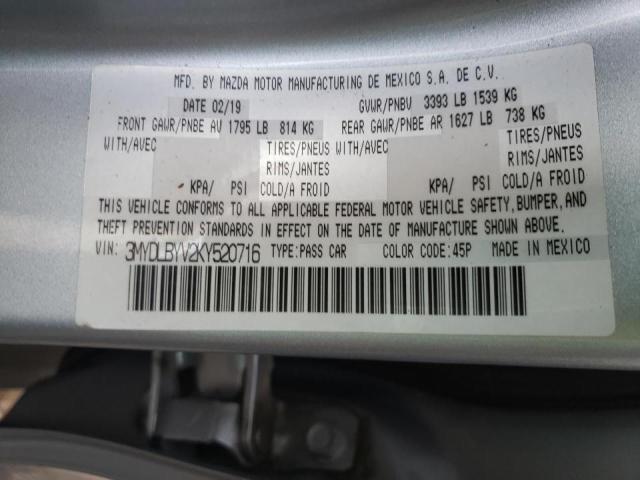 MFD. BY MAZDA MOTOR MANUFACTURING DE MEXICO S.A. DE C.V.
DATE 02/19 GVWR/PNBV 3393 LB 1539 KG
FRONT GAWR/PNBE AV 1795 LB 814 KG REAR GAWR/PNBE AR 1627 LB 738 KG
WITH/AVEC TIRES/PNEUS WITH/AVEC TIRES/PNEUS
RIMS/JANTES RIMS/JANTES
KPA/ PSI COLD/A FROID KPA/ PSI COLD/A FROID
THIS VEHICLE CONFORMS TO ALL APPLICABLE FEDERAL MOTOR VEHICLE SAFETY, BUMPER, AND
THEFT PREVENTION STANDARDS IN EFFECT ON THE DATE OF MANUFACTURE SHOWN ABOVE.
VIN: 3MYDLBYV2KY520716 TYPE:PASS CAR COLOR CODE:45P MADE IN MEXICO